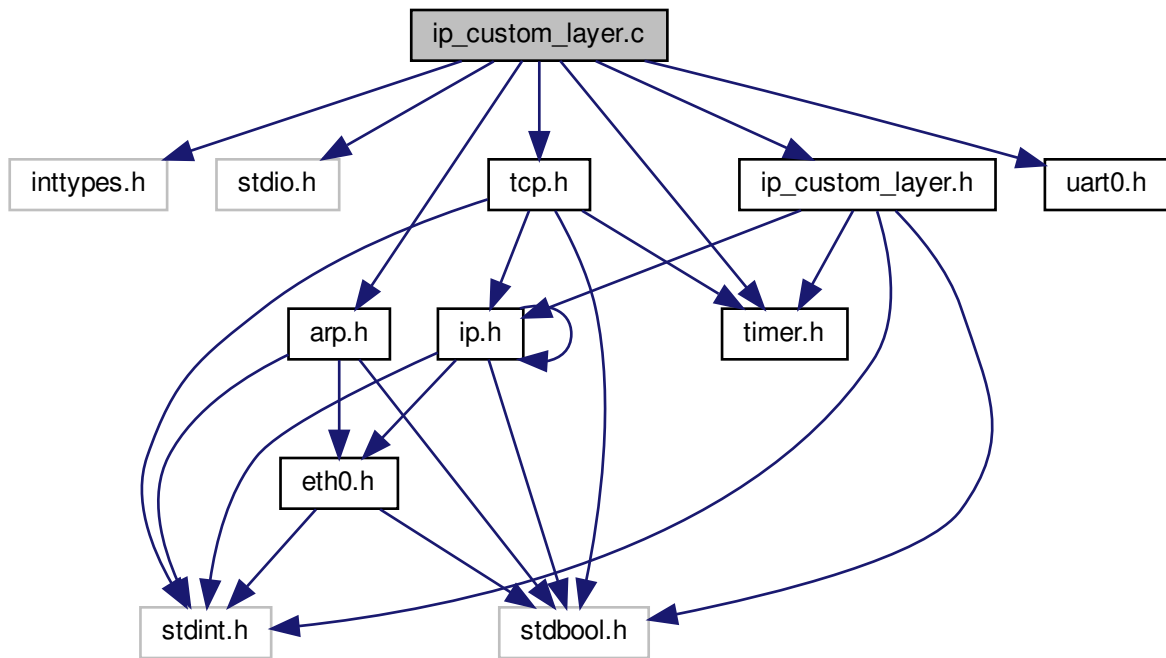 ip_custom_layer.c
inttypes.h
stdio.h
tcp.h
ip_custom_layer.h
uart0.h
arp.h
ip.h
timer.h
eth0.h
stdint.h
stdbool.h